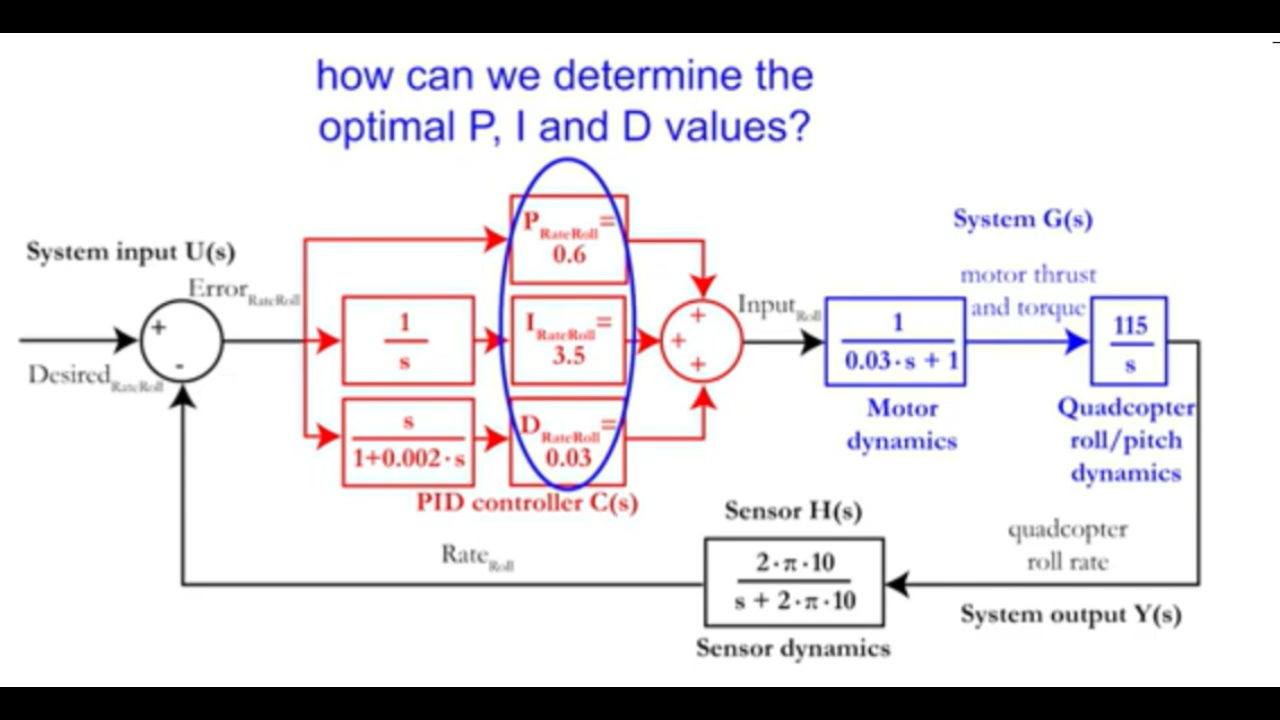 how can we determine the
optimal P, I and D values?
System input U(s)
Error RateRoll
+
-
Desired RateRoll
P RateRoll =
0.6
1
s
I RateRoll =
3.5
s
1+0.002·s
D RateRoll =
0.03
PID controller C(s)
+
+
+
Input Roll
System G(s)
motor thrust
and torque
1
0.03·s + 1
115
s
Motor
dynamics
Quadcopter
roll/pitch
dynamics
Sensor H(s)
2·π·10
s + 2·π·10
Sensor dynamics
quadcopter
roll rate
System output Y(s)
Rate Roll